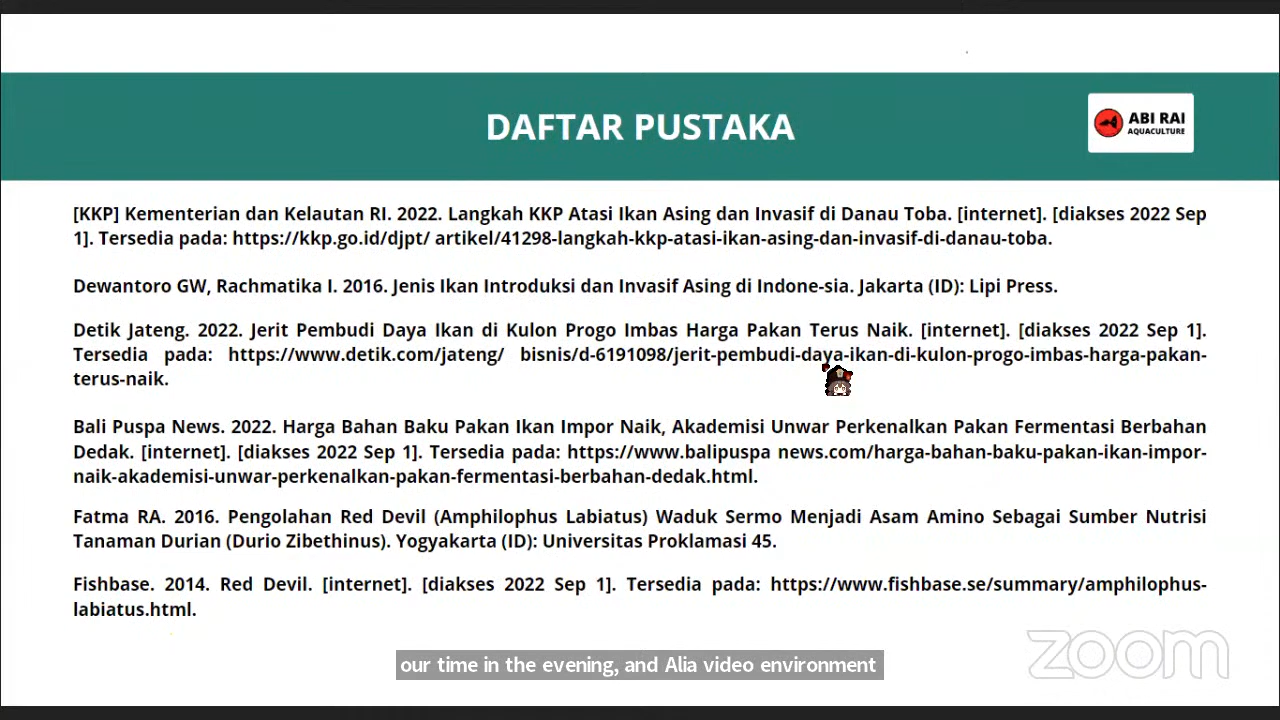 DAFTAR PUSTAKA
ABI RAI
AQUACULTURE
[KKP] Kementerian dan Kelautan RI. 2022. Langkah KKP Atasi Ikan Asing dan Invasif di Danau Toba. [internet]. [diakses 2022 Sep
1]. Tersedia pada: https://kkp.go.id/djpt/ artikel/41298-langkah-kkp-atasi-ikan-asing-dan-invasif-di-danau-toba.
Dewantoro GW, Rachmatika I. 2016. Jenis Ikan Introduksi dan Invasif Asing di Indone-sia. Jakarta (ID): Lipi Press.
Detik Jateng. 2022. Jerit Pembudi Daya Ikan di Kulon Progo Imbas Harga Pakan Terus Naik. [internet]. [diakses 2022 Sep 1].
Tersedia pada: https://www.detik.com/jateng/ bisnis/d-6191098/jerit-pembudi-daya-ikan-di-kulon-progo-imbas-harga-pakan-
terus-naik.
Bali Puspa News. 2022. Harga Bahan Baku Pakan Ikan Impor Naik, Akademisi Unwar Perkenalkan Pakan Fermentasi Berbahan
Dedak. [internet]. [diakses 2022 Sep 1]. Tersedia pada: https://www.balipuspa news.com/harga-bahan-baku-pakan-ikan-impor-
naik-akademisi-unwar-perkenalkan-pakan-fermentasi-berbahan-dedak.html.
Fatma RA. 2016. Pengolahan Red Devil (Amphilophus Labiatus) Waduk Sermo Menjadi Asam Amino Sebagai Sumber Nutrisi
Tanaman Durian (Durio Zibethinus). Yogyakarta (ID): Universitas Proklamasi 45.
Fishbase. 2014. Red Devil. [internet]. [diakses 2022 Sep 1]. Tersedia pada: https://www.fishbase.se/summary/amphilophus-
labiatus.html.
our time in the evening, and Alia video environment
zoom